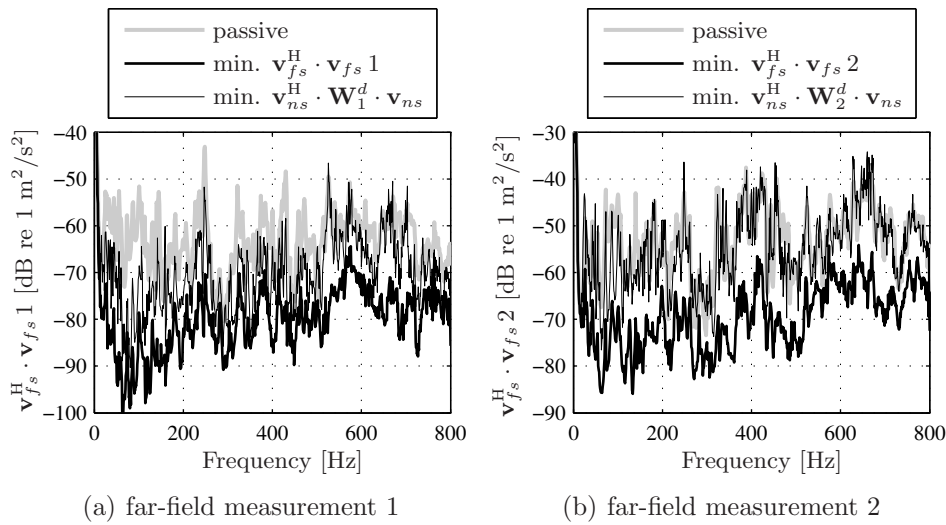 passive
min. v_{fs}^H · v_{fs} 1
min. v_{ns}^H · W_1^d · v_{ns}
v_{fs}^H · v_{fs} 1 [dB re 1 m²/s²]
−40
−50
−60
−70
−80
−90
−100
0 200 400 600 800
Frequency [Hz]
(a) far-field measurement 1
passive
min. v_{fs}^H · v_{fs} 2
min. v_{ns}^H · W_2^d · v_{ns}
v_{fs}^H · v_{fs} 2 [dB re 1 m²/s²]
−30
−40
−50
−60
−70
−80
−90
0 200 400 600 800
Frequency [Hz]
(b) far-field measurement 2